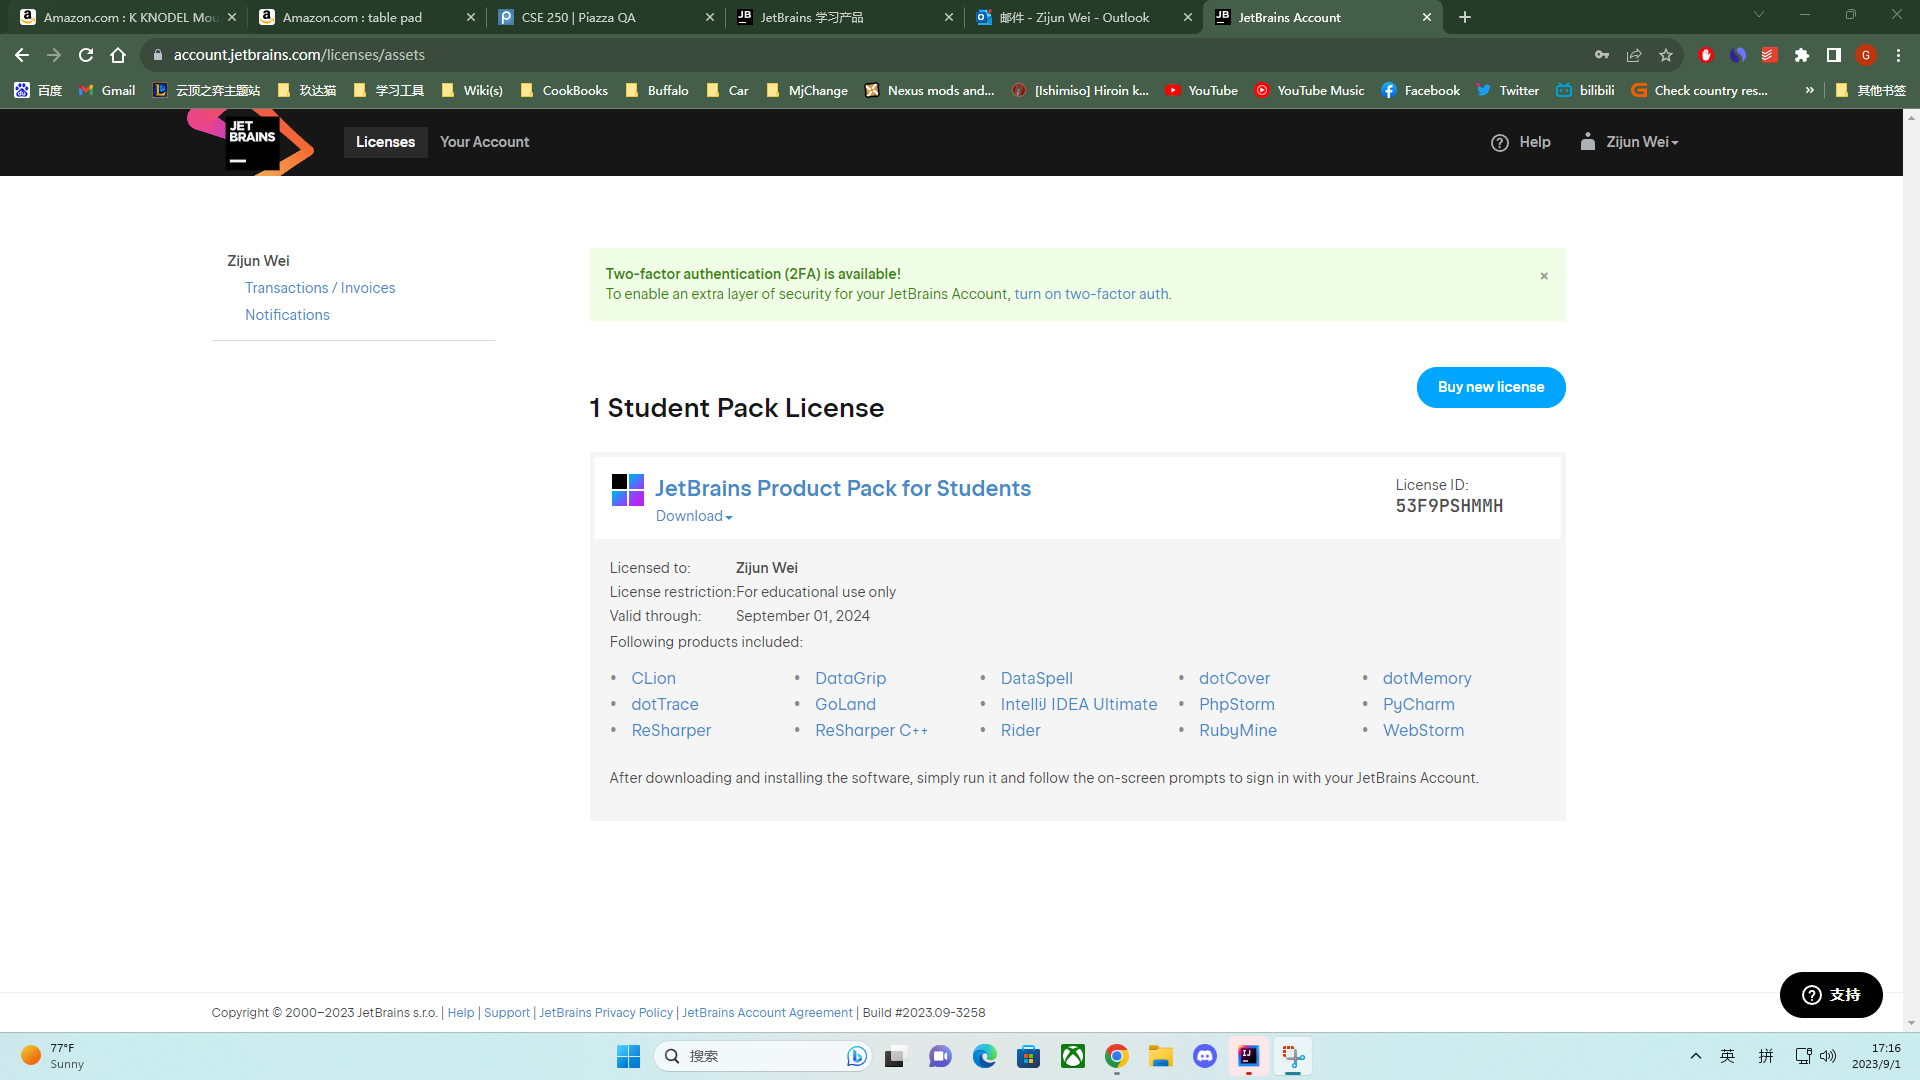 Amazon.com : K KNODEL Mou
Amazon.com : table pad
CSE 250 | Piazza QA
JetBrains 学习产品
邮件 - Zijun Wei - Outlook
JetBrains Account
account.jetbrains.com/licenses/assets
G
百度
Gmail
云顶之弈主题站
玖达猫
学习工具
Wiki(s)
CookBooks
Buffalo
Car
MjChange
Nexus mods and...
[Ishimiso] Hiroin k...
YouTube
YouTube Music
Facebook
Twitter
bilibili
Check country res...
»
其他书签
JET
BRAINS
Licenses
Your Account
Help
Zijun Wei
Zijun Wei
Transactions / Invoices
Notifications
Two-factor authentication (2FA) is available!
To enable an extra layer of security for your JetBrains Account, turn on two-factor auth.
Buy new license
1 Student Pack License
JetBrains Product Pack for Students
Download
License ID:
53F9PSHMMH
Licensed to: Zijun Wei
License restriction: For educational use only
Valid through: September 01, 2024
Following products included:
• CLion • DataGrip • DataSpell • dotCover • dotMemory
• dotTrace • GoLand • IntelliJ IDEA Ultimate • PhpStorm • PyCharm
• ReSharper • ReSharper C++ • Rider • RubyMine • WebStorm
After downloading and installing the software, simply run it and follow the on-screen prompts to sign in with your JetBrains Account.
支持
Copyright © 2000–2023 JetBrains s.r.o. | Help | Support | JetBrains Privacy Policy | JetBrains Account Agreement | Build #2023.09-3258
77°F
Sunny
搜索
英
拼
17:16
2023/9/1